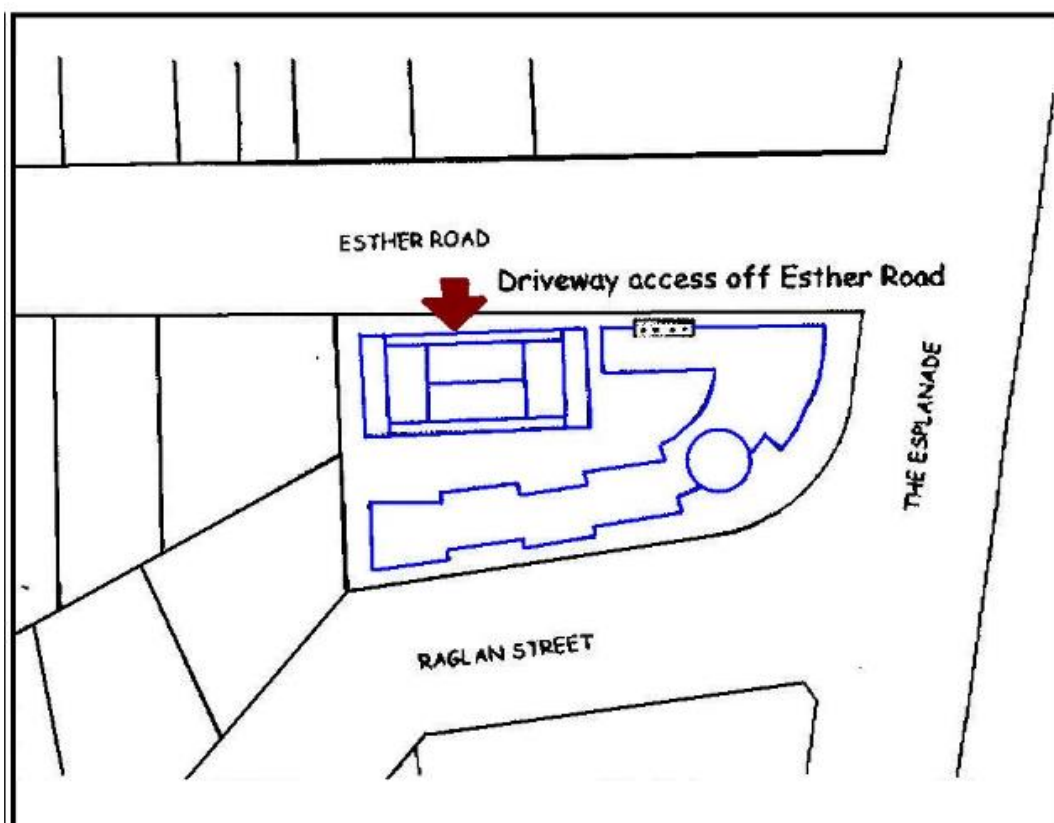 ESTHER ROAD
Driveway access off Esther Road
THE ESPLANADE
RAGLAN STREET